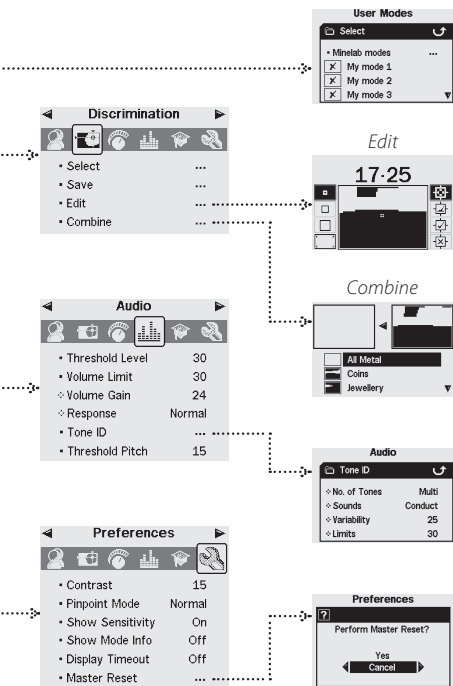 User Modes
Select
Minelab modes ...
My mode 1
My mode 2
My mode 3
Discrimination
Select ...
Save ...
Edit ...
Combine ...
Edit
17-25
Combine
All Metal
Coins
Jewellery
Audio
Threshold Level 30
Volume Limit 30
Volume Gain 24
Response Normal
Tone ID ...
Threshold Pitch 15
Audio
Tone ID
No. of Tones Multi
Sounds Conduct
Variability 25
Limits 30
Preferences
Contrast 15
Pinpoint Mode Normal
Show Sensitivity On
Show Mode Info Off
Display Timeout Off
Master Reset ...
Preferences
?
Perform Master Reset?
Yes
Cancel